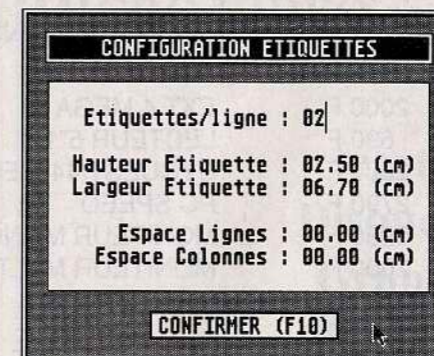 CONFIGURATION ETIQUETTES
Etiquettes/ligne : 02
Hauteur Etiquette : 02.50 (cm)
Largeur Etiquette : 06.70 (cm)
Espace Lignes : 00.00 (cm)
Espace Colonnes : 00.00 (cm)
CONFIRMER (F10)